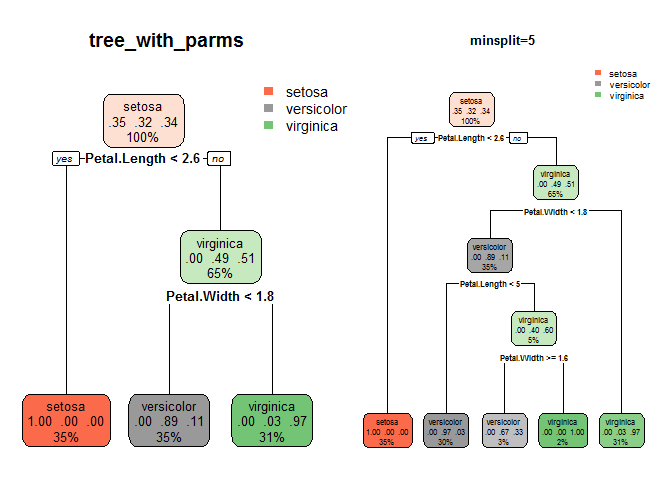 tree_with_parms
setosa
versicolor
virginica
setosa
.35 .32 .34
100%
yes Petal.Length < 2.6 no
virginica
.00 .49 .51
65%
Petal.Width < 1.8
setosa
1.00 .00 .00
35%
versicolor
.00 .89 .11
35%
virginica
.00 .03 .97
31%
minsplit=5
setosa
versicolor
virginica
setosa
.35 .32 .34
100%
yes Petal.Length < 2.6 no
virginica
.00 .49 .51
65%
Petal.Width < 1.8
versicolor
.00 .89 .11
35%
Petal.Length < 5
virginica
.00 .40 .60
5%
Petal.Width >= 1.6
setosa
1.00 .00 .00
35%
versicolor
.00 .97 .03
30%
versicolor
.00 .67 .33
3%
virginica
.00 .00 1.00
2%
virginica
.00 .03 .97
31%